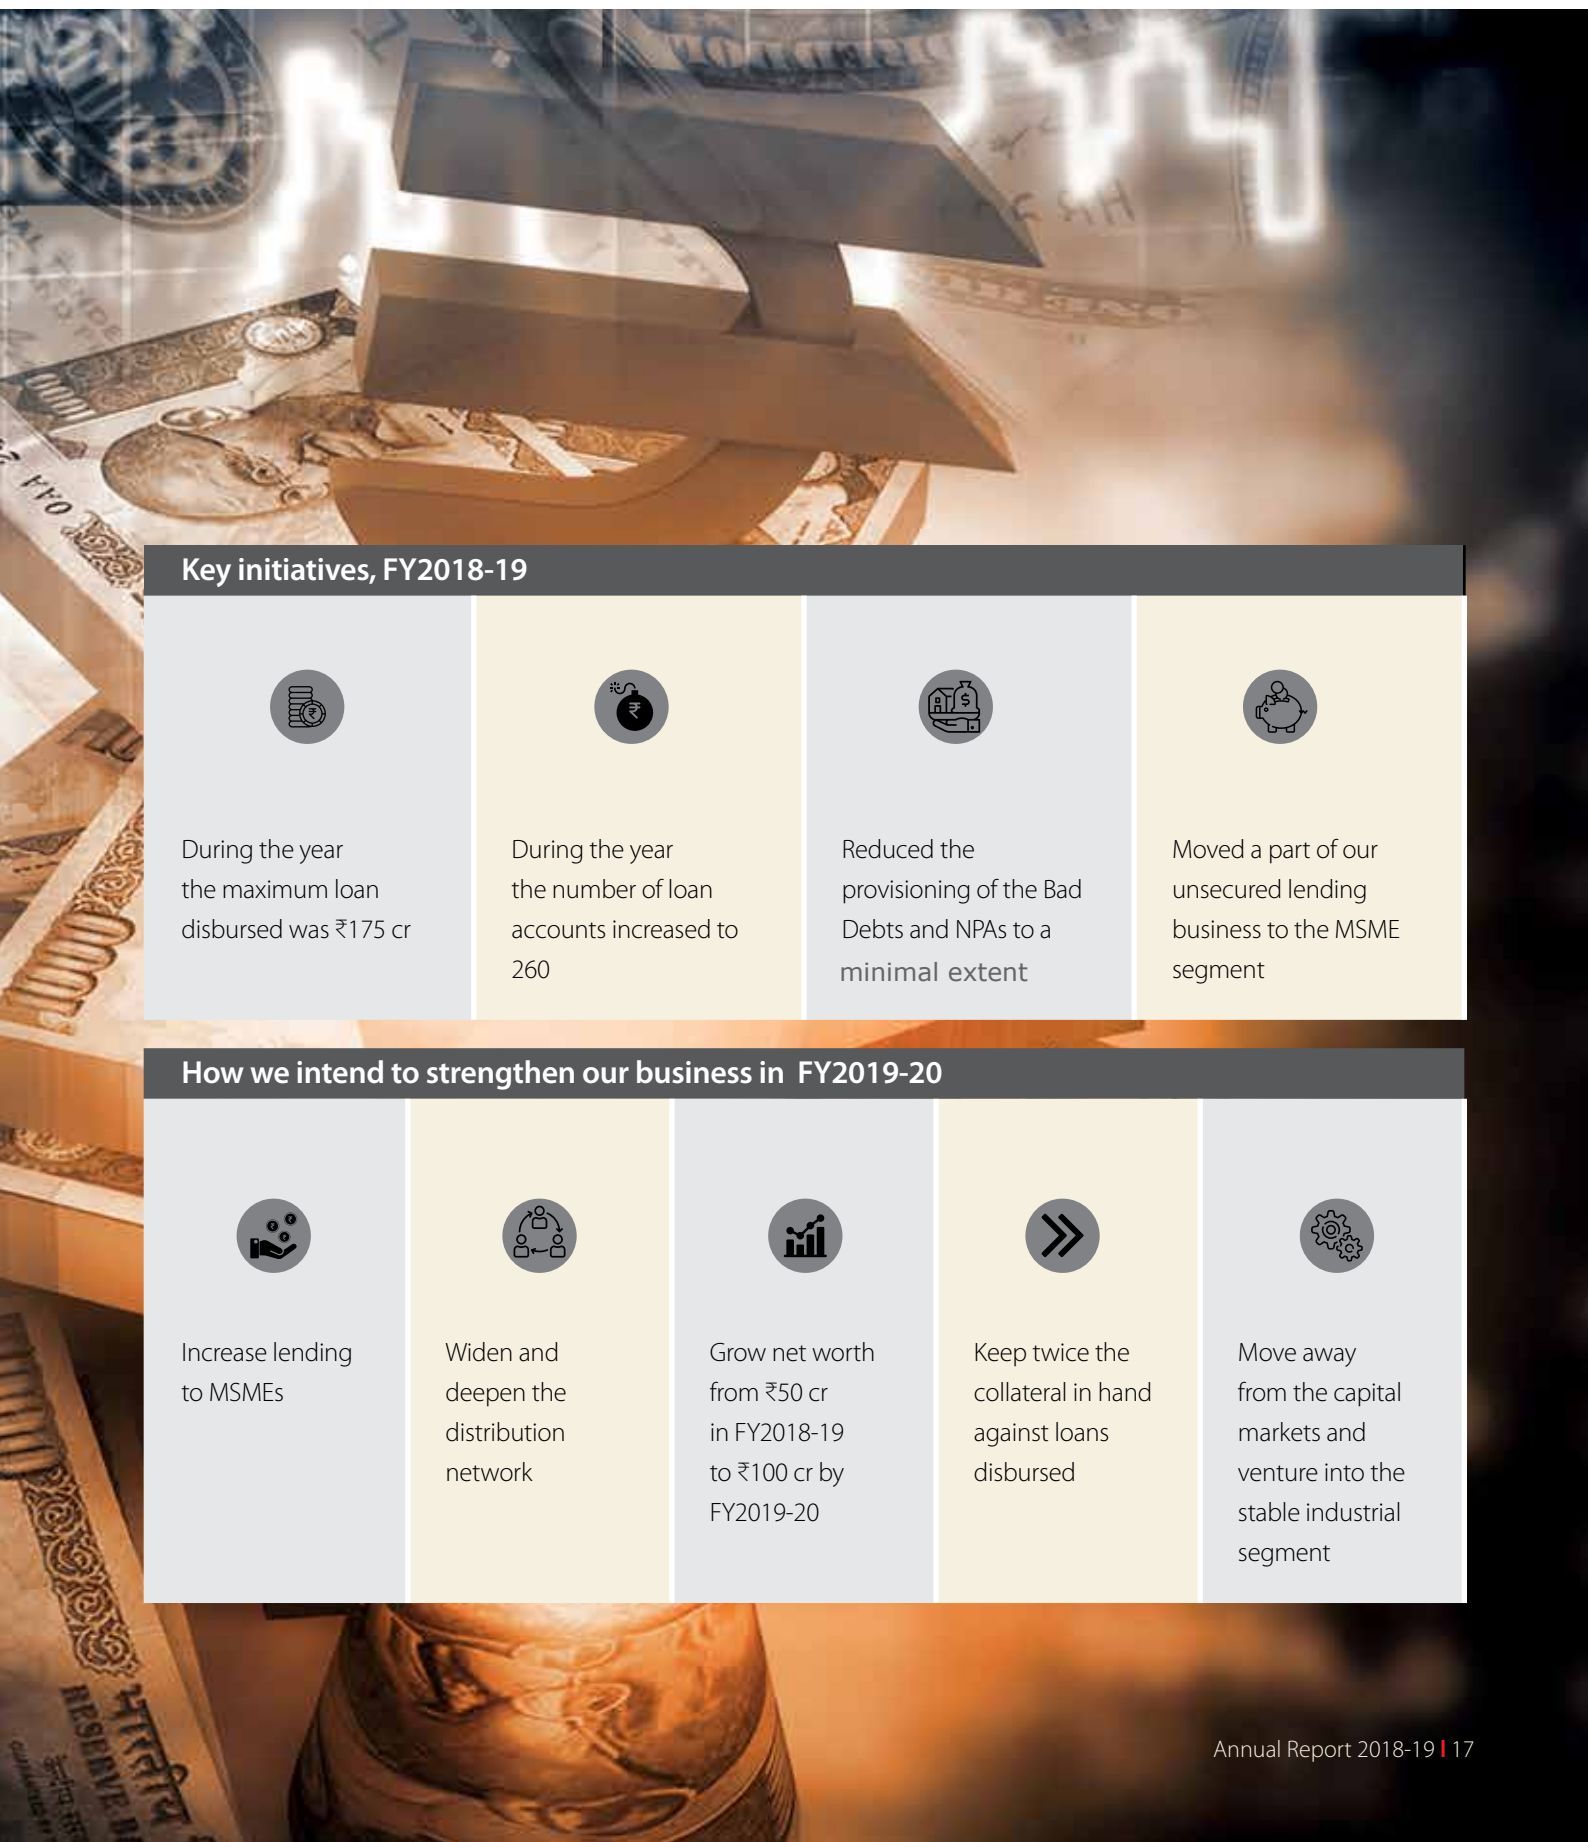 1000
RESERVE B
भारतीय
Key initiatives, FY2018-19
During the year
the maximum loan
disbursed was ₹175 cr
During the year
the number of loan
accounts increased to
260
Reduced the
provisioning of the Bad
Debts and NPAs to a
minimal extent
Moved a part of our
unsecured lending
business to the MSME
segment
How we intend to strengthen our business in FY2019-20
Increase lending
to MSMEs
Widen and
deepen the
distribution
network
Grow net worth
from ₹50 cr
in FY2018-19
to ₹100 cr by
FY2019-20
Keep twice the
collateral in hand
against loans
disbursed
Move away
from the capital
markets and
venture into the
stable industrial
segment
Annual Report 2018-19 | 17